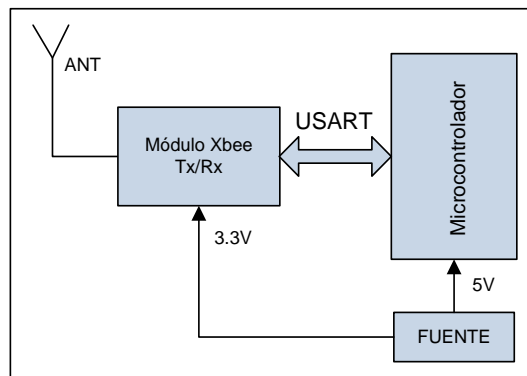 ANT
USART
Módulo Xbee
Tx/Rx
Microcontrolador
3.3V
5V
FUENTE